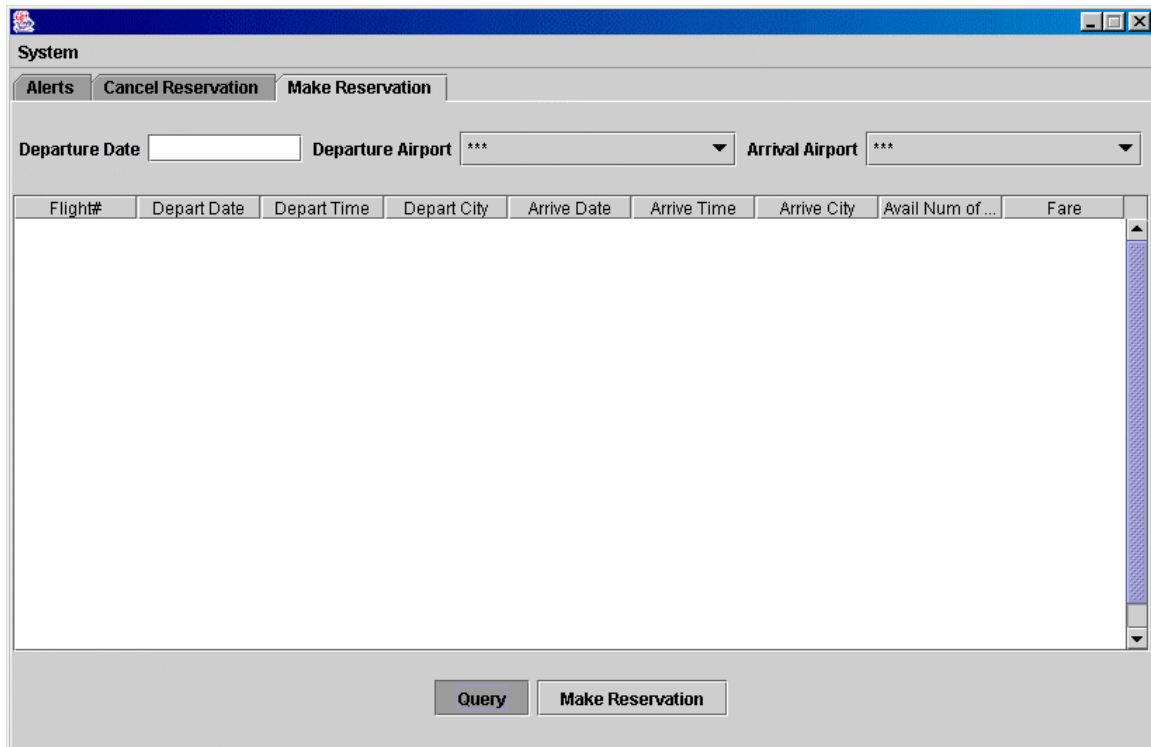 System
Alerts Cancel Reservation Make Reservation
Departure Date Departure Airport *** Arrival Airport ***
Flight# Depart Date Depart Time Depart City Arrive Date Arrive Time Arrive City Avail Num of ... Fare
Query Make Reservation